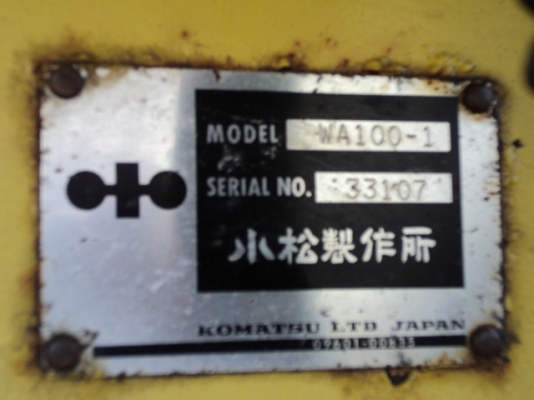 MODEL WA100-1
SERIAL NO. 33107
小松製作所
KOMATSU LTD JAPAN